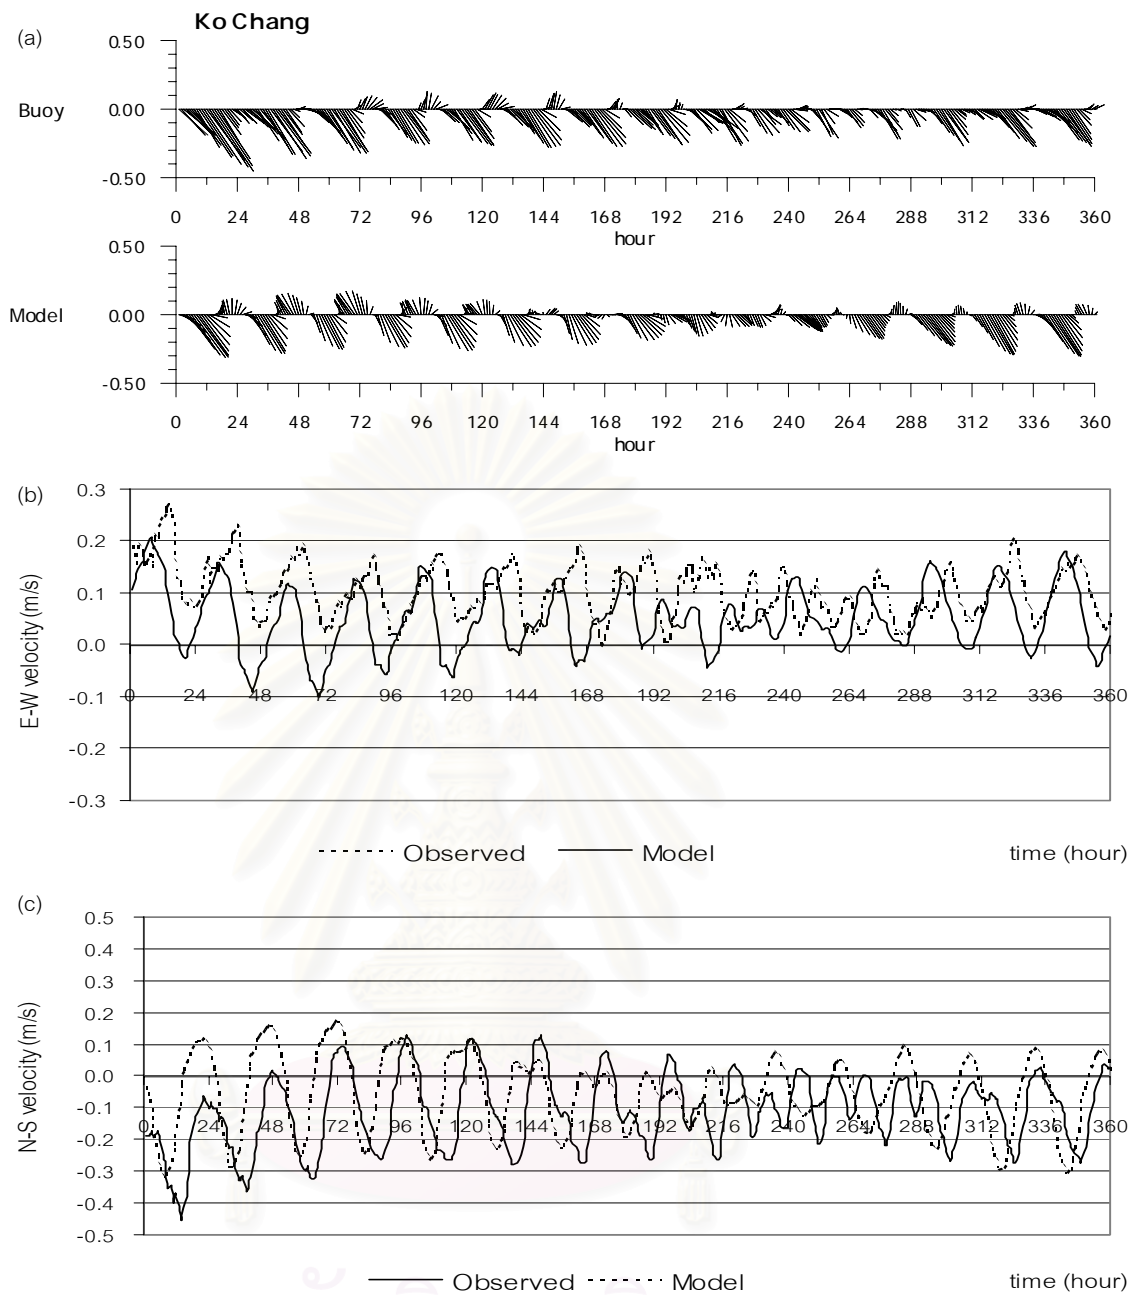 Ko Chang
(a)
0.50
Buoy
0.00
-0.50
0 24 48 72 96 120 144 168 192 216 240 264 288 312 336 360
hour
0.50
Model
0.00
-0.50
0 24 48 72 96 120 144 168 192 216 240 264 288 312 336 360
hour
(b)
E-W velocity (m/s)
0.3
0.2
0.1
0.0
-0.1
0 24 48 72 96 120 144 168 192 216 240 264 288 312 336 360
-0.2
-0.3
Observed Model time (hour)
(c)
N-S velocity (m/s)
0.5
0.4
0.3
0.2
0.1
0.0
-0.1
0 24 48 72 96 120 144 168 192 216 240 264 288 312 336 360
-0.2
-0.3
-0.4
-0.5
Observed Model time (hour)